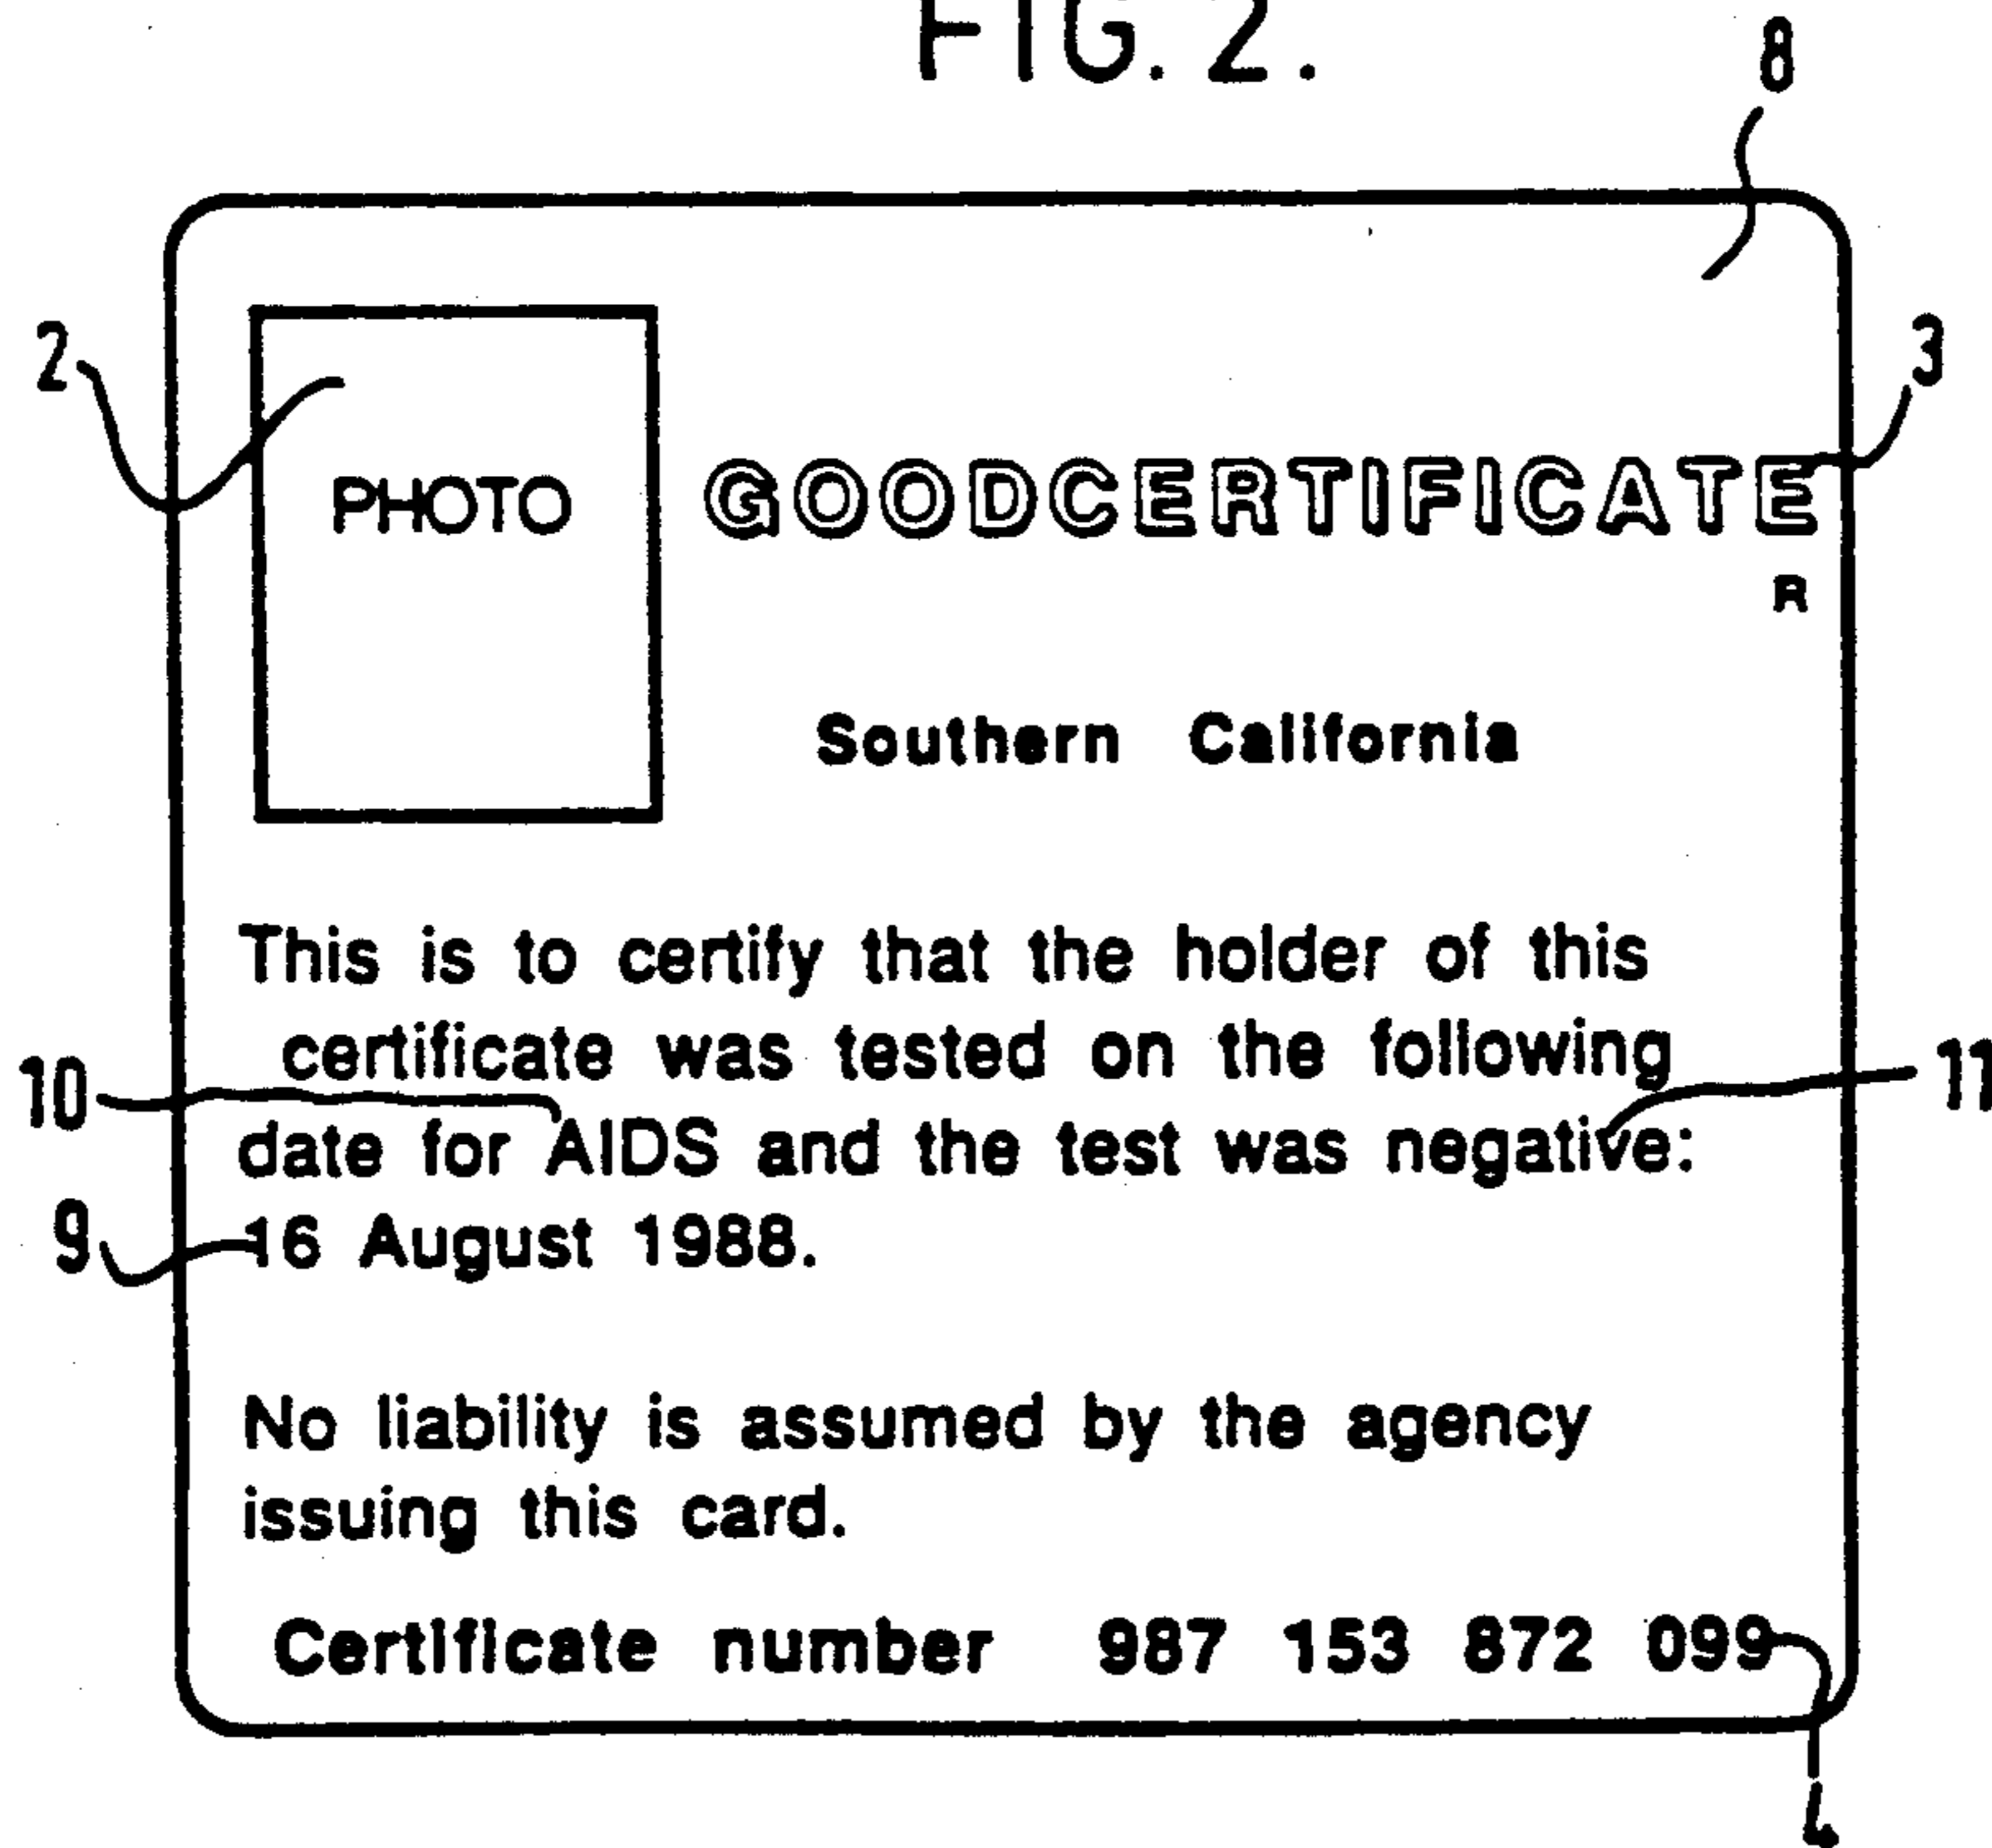 FIG. 2.
8
2
3
PHOTO
GOODCERTIFICATE
R
Southern California
This is to certify that the holder of this
certificate was tested on the following
10
11
date for AIDS and the test was negative:
9
16 August 1988.
No liability is assumed by the agency
issuing this card.
Certificate number 987 153 872 099
4